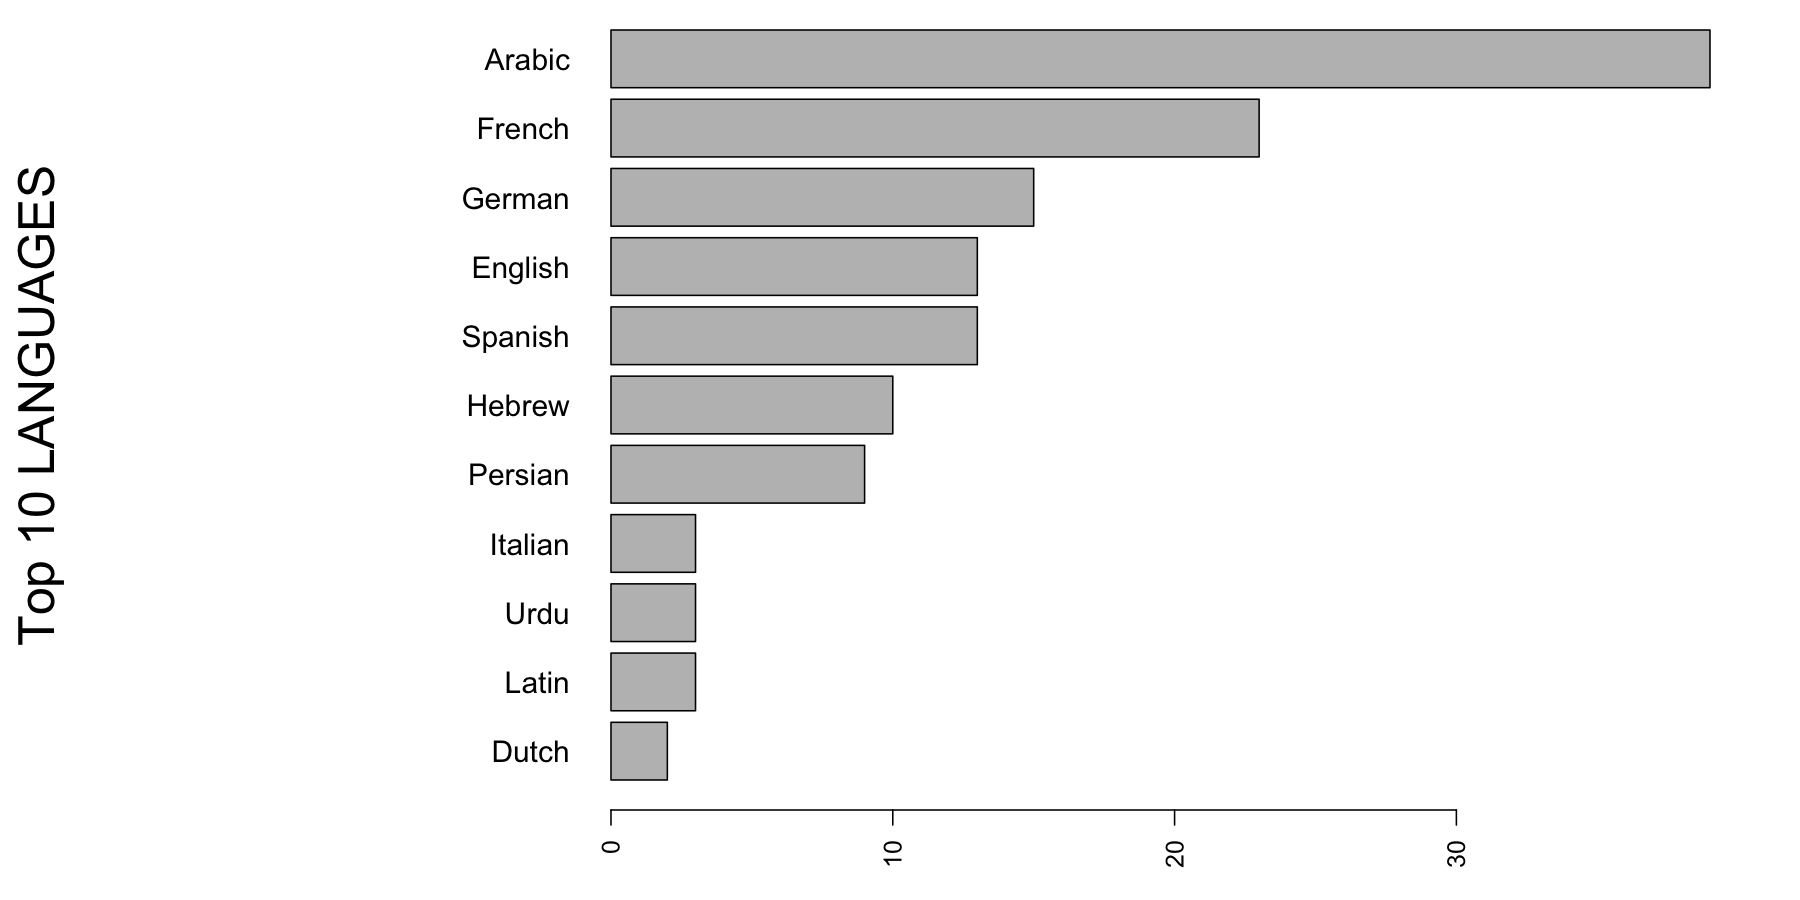 Top 10 LANGUAGES
Arabic
French
German
English
Spanish
Hebrew
Persian
Italian
Urdu
Latin
Dutch
0 10 20 30